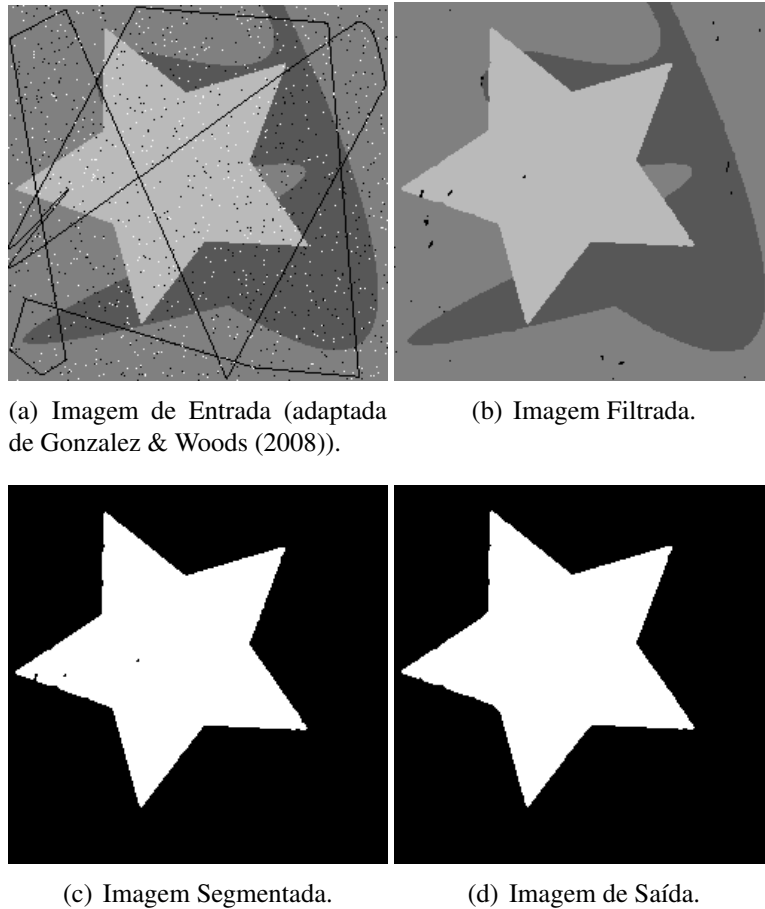 (a) Imagem de Entrada (adaptada
de Gonzalez & Woods (2008)).
(b) Imagem Filtrada.
(c) Imagem Segmentada.
(d) Imagem de Saída.